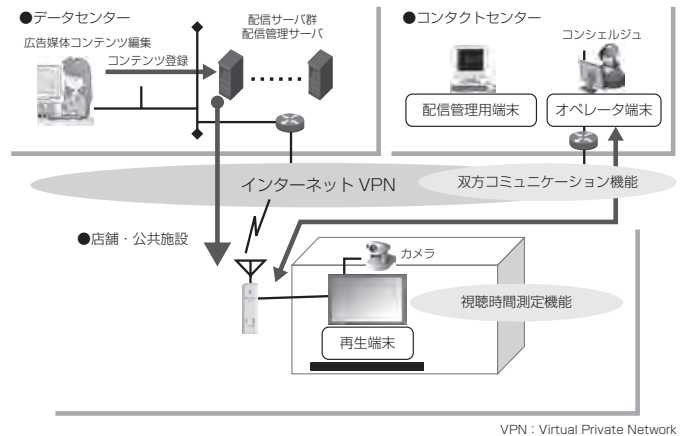 ●データセンター
広告媒体コンテンツ編集
コンテンツ登録
配信サーバ群
配信管理サーバ
●コンタクトセンター
コンシェルジュ
配信管理用端末
オペレータ端末
インターネット VPN
双方コミュニケーション機能
●店舗・公共施設
カメラ
視聴時間測定機能
再生端末
VPN：Virtual Private Network